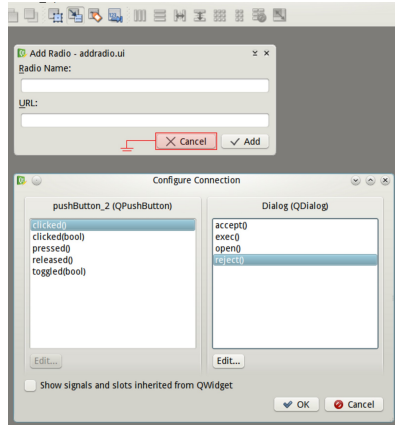 Add Radio - addradio.ui
Radio Name:
URL:
Cancel
Add
Configure Connection
pushButton_2 (QPushButton)
Dialog (QDialog)
clicked()
clicked(bool)
pressed()
released()
toggled(bool)
accept()
exec()
open()
reject()
Edit...
Edit...
Show signals and slots inherited from QWidget
OK
Cancel